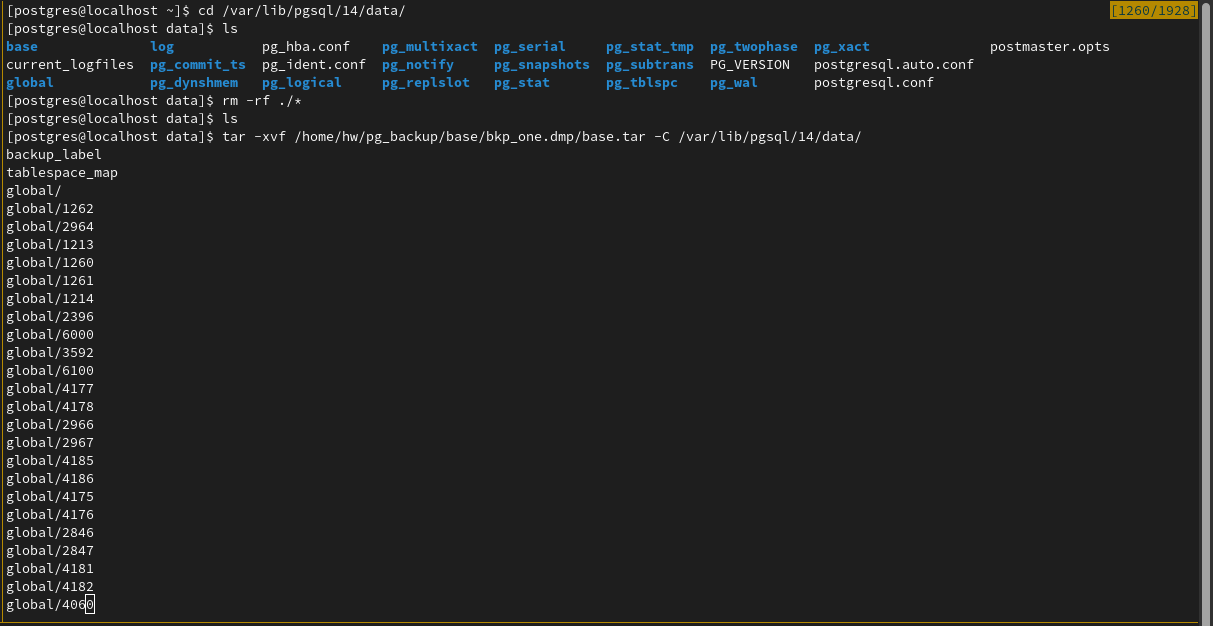 [postgres@localhost ~]$ cd /var/lib/pgsql/14/data/ [1260/1928]
[postgres@localhost data]$ ls
base log pg_hba.conf pg_multixact pg_serial pg_stat_tmp pg_twophase pg_xact postmaster.opts
current_logfiles pg_commit_ts pg_ident.conf pg_notify pg_snapshots pg_subtrans PG_VERSION postgresql.auto.conf
global pg_dynshmem pg_logical pg_replslot pg_stat pg_tblspc pg_wal postgresql.conf
[postgres@localhost data]$ rm -rf ./*
[postgres@localhost data]$ ls
[postgres@localhost data]$ tar -xvf /home/hw/pg_backup/base/bkp_one.dmp/base.tar -C /var/lib/pgsql/14/data/
backup_label
tablespace_map
global/
global/1262
global/2964
global/1213
global/1260
global/1261
global/1214
global/2396
global/6000
global/3592
global/6100
global/4177
global/4178
global/2966
global/2967
global/4185
global/4186
global/4175
global/4176
global/2846
global/2847
global/4181
global/4182
global/4060